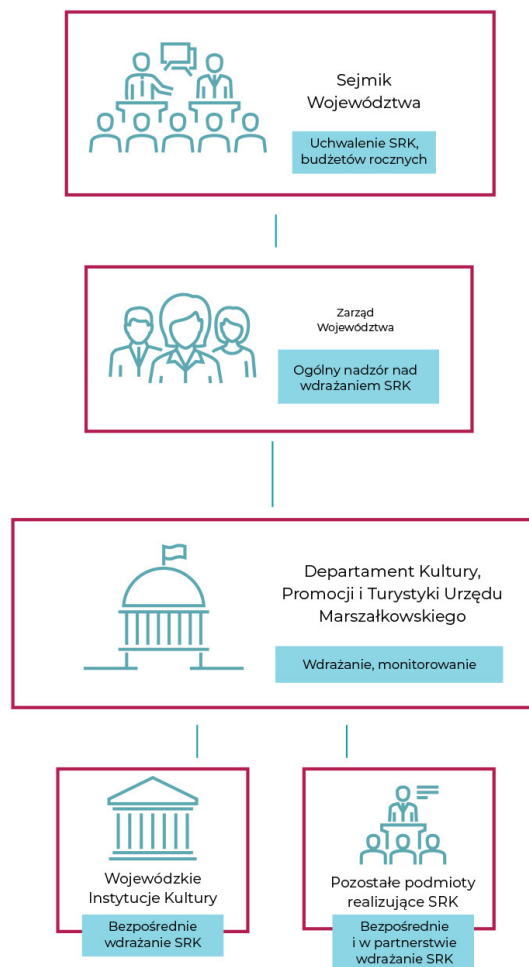 Sejmik
Województwa
Uchwalenie SRK,
budżetów rocznych
Zarząd
Województwa
Ogólny nadzór nad
wdrażaniem SRK
Departament Kultury,
Promocji i Turystyki Urzędu
Marszałkowskiego
Wdrażanie, monitorowanie
Wojewódzkie
Instytucje Kultury
Bezpośrednie
wdrażanie SRK
Pozostałe podmioty
realizujące SRK
Bezpośrednie
i w partnerstwie
wdrażanie SRK